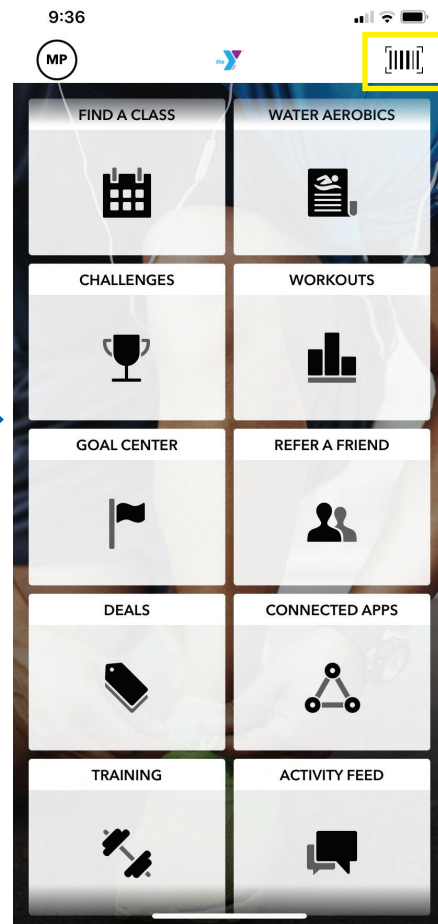 9:36
MP
the Y
FIND A CLASS
WATER AEROBICS
CHALLENGES
WORKOUTS
GOAL CENTER
REFER A FRIEND
DEALS
CONNECTED APPS
TRAINING
ACTIVITY FEED